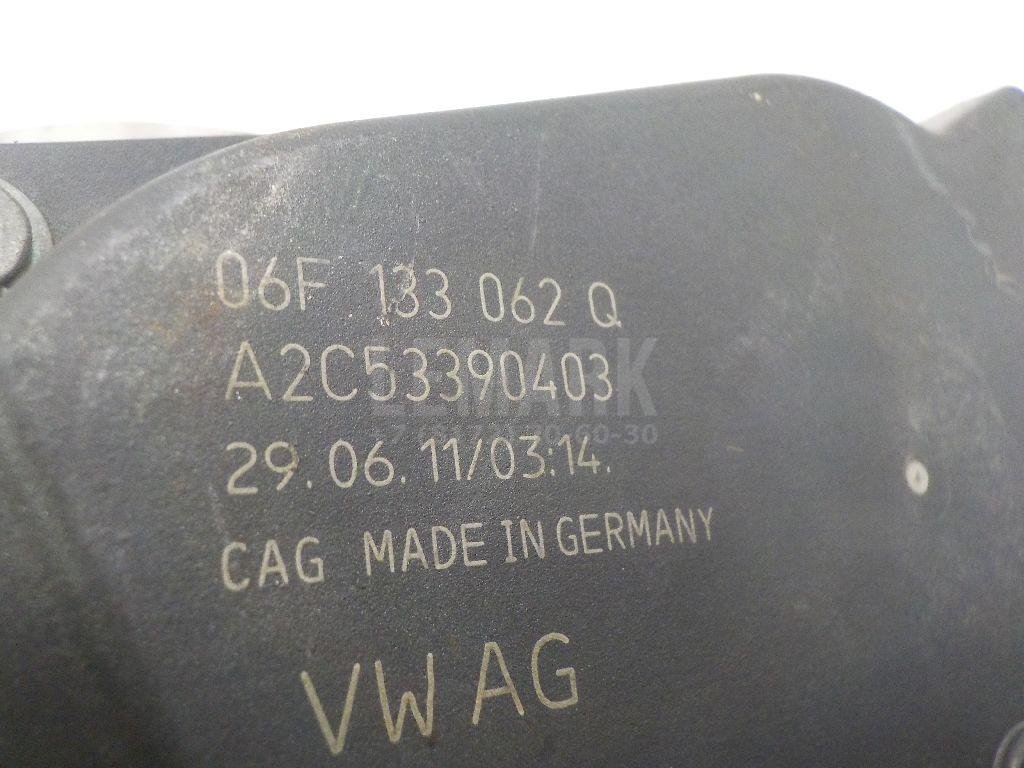 06F 133 062 Q
A2C53390403
29.06.11/03:14.
CAG MADE IN GERMANY
VW AG